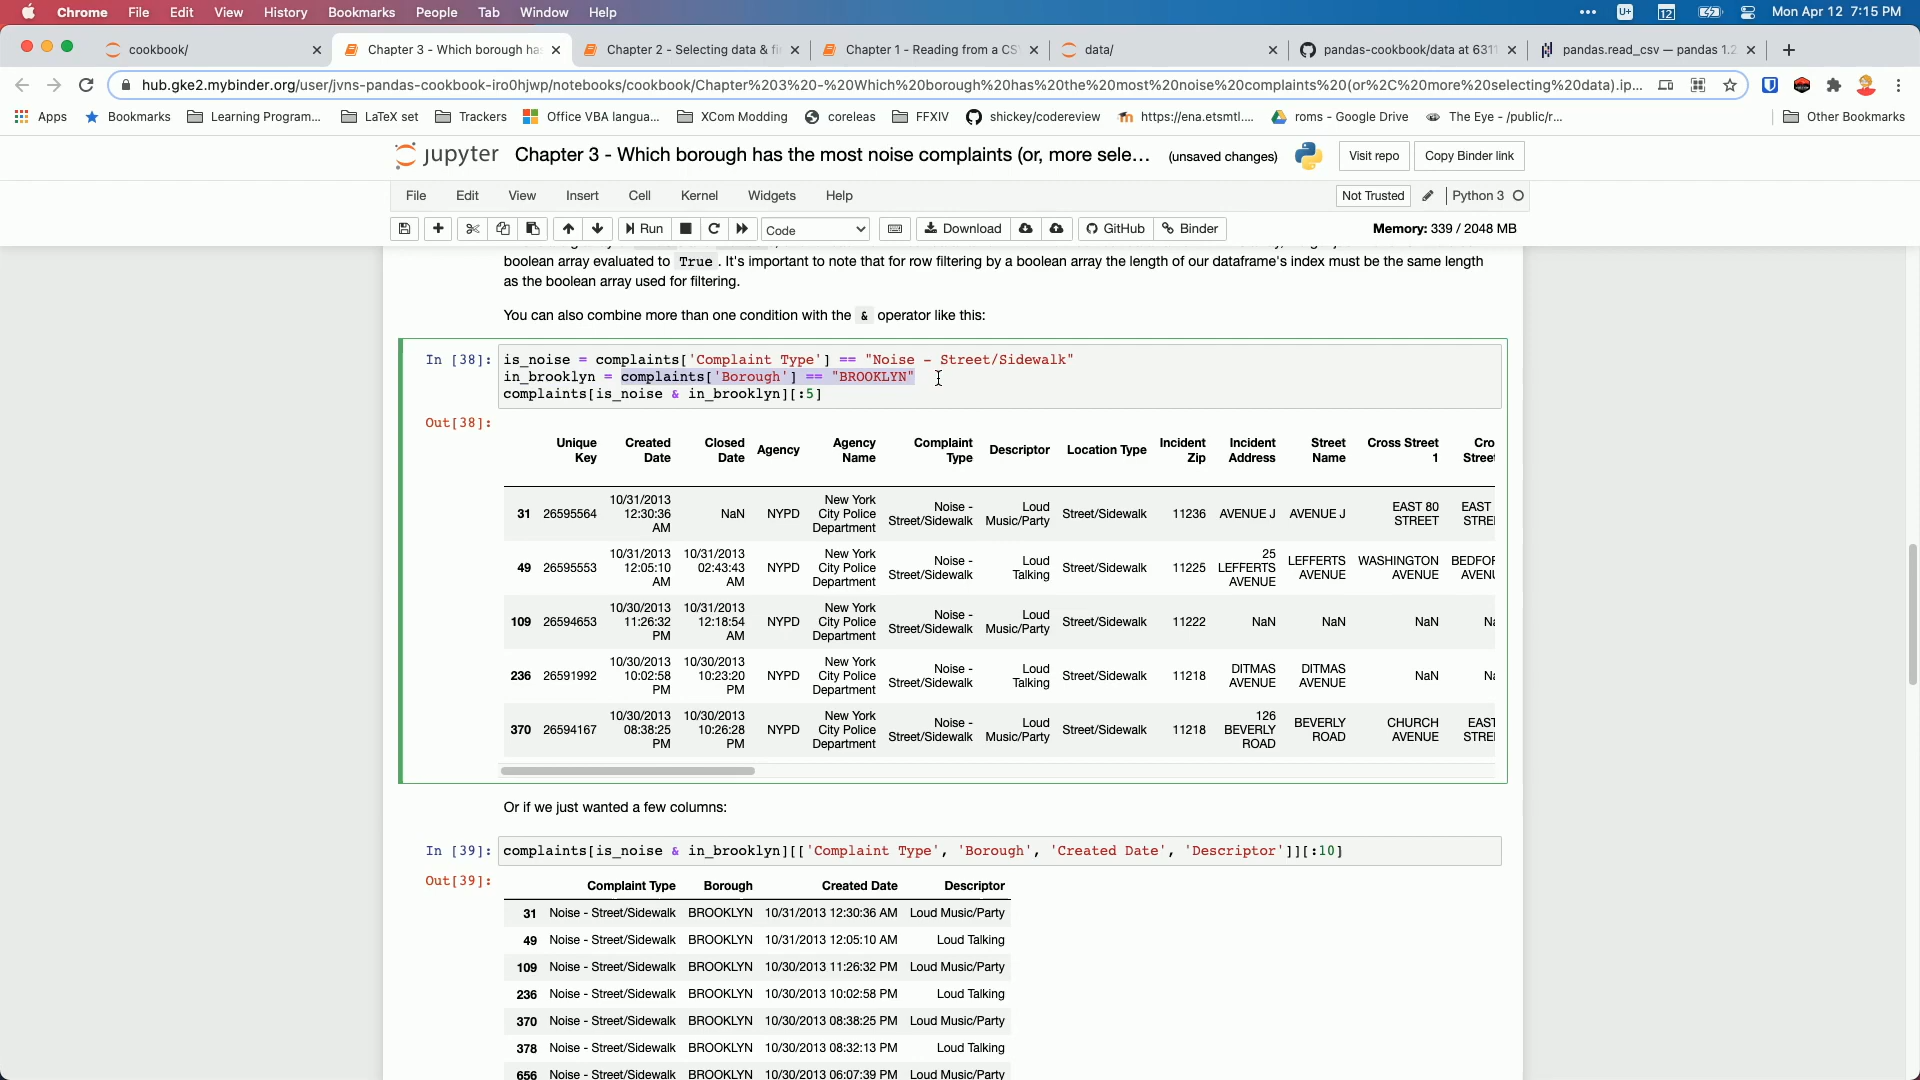 Chrome File Edit View History Bookmarks People Tab Window Help
U+ 12 Mon Apr 12 7:15 PM
cookbook/ Chapter 3 - Which borough ha Chapter 2 - Selecting data & fi Chapter 1 - Reading from a CS data/ pandas-cookbook/data at 631 pandas.read_csv — pandas 1.2
hub.gke2.mybinder.org/user/jvns-pandas-cookbook-iro0hjwp/notebooks/cookbook/Chapter%203%20-%20Which%20borough%20has%20the%20most%20noise%20complaints%20(or%2C%20more%20selecting%20data).ip...
Apps Bookmarks Learning Program... LaTeX set Trackers Office VBA langua... XCom Modding coreleas FFXIV shickey/codereview https://ena.etsmtl.... roms - Google Drive The Eye - /public/r... Other Bookmarks
jupyter Chapter 3 - Which borough has the most noise complaints (or, more sele... (unsaved changes) Visit repo Copy Binder link
File Edit View Insert Cell Kernel Widgets Help Not Trusted Python 3
Run Code Download GitHub Binder Memory: 339 / 2048 MB
boolean array evaluated to True . It's important to note that for row filtering by a boolean array the length of our dataframe's index must be the same length
as the boolean array used for filtering.
You can also combine more than one condition with the & operator like this:
In [38]: is_noise = complaints['Complaint Type'] == "Noise - Street/Sidewalk"
in_brooklyn = complaints['Borough'] == "BROOKLYN"
complaints[is_noise & in_brooklyn][:5]
Out[38]:
Unique Created Closed Agency Agency Complaint Descriptor Location Type Incident Incident Street Cross Street Cro
Key Date Date Name Type Zip Address Name 1 Street
10/31/2013 New York
31 26595564 12:30:36 NaN NYPD City Police Noise - Loud Street/Sidewalk 11236 AVENUE J AVENUE J EAST 80 EAST
AM Department Street/Sidewalk Music/Party STREET STRE
10/31/2013 10/31/2013 New York 25
49 26595553 12:05:10 02:43:43 NYPD City Police Noise - Loud Street/Sidewalk 11225 LEFFERTS LEFFERTS WASHINGTON BEDFOR
AM AM Department Street/Sidewalk Talking AVENUE AVENUE AVENUE AVENU
10/30/2013 10/31/2013 New York
109 26594653 11:26:32 12:18:54 NYPD City Police Noise - Loud Street/Sidewalk 11222 NaN NaN NaN Na
PM AM Department Street/Sidewalk Music/Party
10/30/2013 10/30/2013 New York
236 26591992 10:02:58 10:23:20 NYPD City Police Noise - Loud Street/Sidewalk 11218 DITMAS DITMAS NaN Na
PM PM Department Street/Sidewalk Talking AVENUE AVENUE
10/30/2013 10/30/2013 New York 126
370 26594167 08:38:25 10:26:28 NYPD City Police Noise - Loud Street/Sidewalk 11218 BEVERLY BEVERLY CHURCH EAST
PM PM Department Street/Sidewalk Music/Party ROAD ROAD AVENUE STRE
Or if we just wanted a few columns:
In [39]: complaints[is_noise & in_brooklyn][['Complaint Type', 'Borough', 'Created Date', 'Descriptor']][:10]
Out[39]:
Complaint Type Borough Created Date Descriptor
31 Noise - Street/Sidewalk BROOKLYN 10/31/2013 12:30:36 AM Loud Music/Party
49 Noise - Street/Sidewalk BROOKLYN 10/31/2013 12:05:10 AM Loud Talking
109 Noise - Street/Sidewalk BROOKLYN 10/30/2013 11:26:32 PM Loud Music/Party
236 Noise - Street/Sidewalk BROOKLYN 10/30/2013 10:02:58 PM Loud Talking
370 Noise - Street/Sidewalk BROOKLYN 10/30/2013 08:38:25 PM Loud Music/Party
378 Noise - Street/Sidewalk BROOKLYN 10/30/2013 08:32:13 PM Loud Talking
656 Noise - Street/Sidewalk BROOKLYN 10/30/2013 06:07:39 PM Loud Music/Party